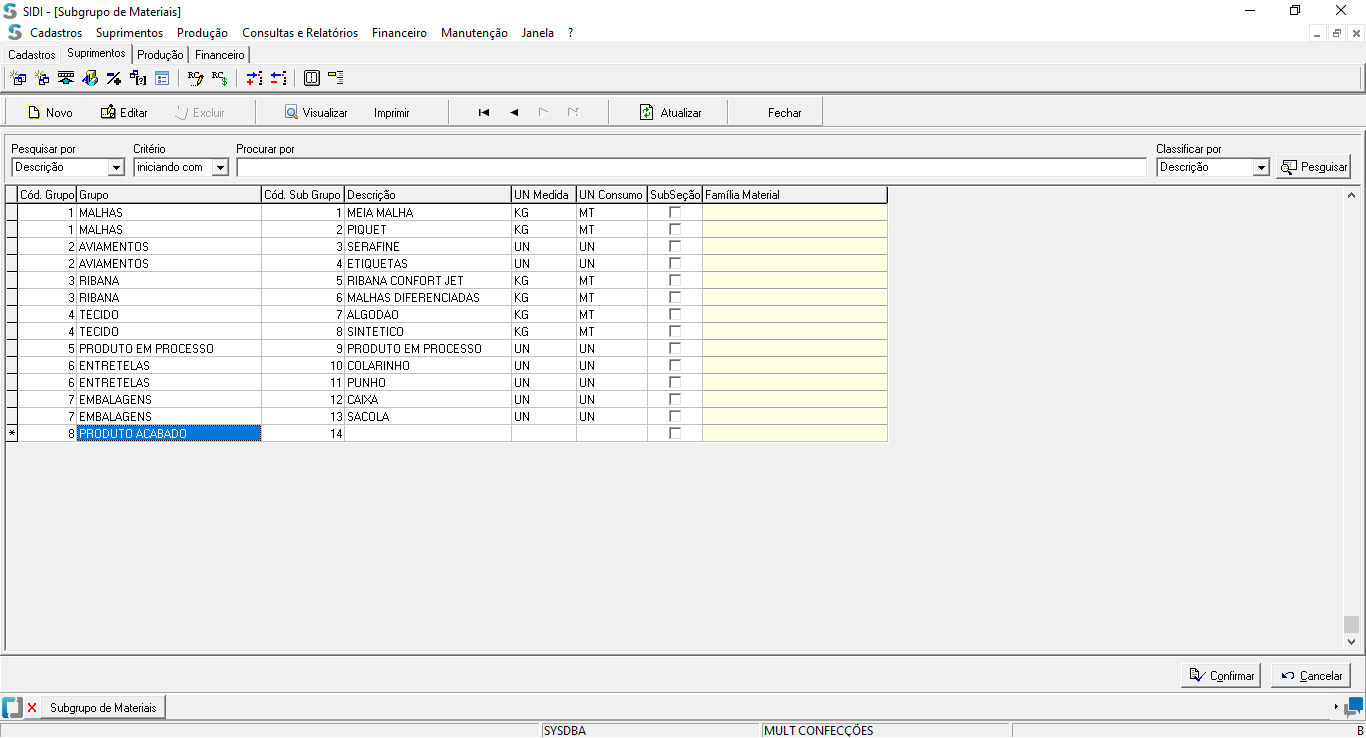 SIDI - [Subgrupo de Materiais]
Cadastros Suprimentos Produção Consultas e Relatórios Financeiro Manutenção Janela ?
Cadastros Suprimentos Produção Financeiro
Novo Editar Excluir Visualizar Imprimir Atualizar Fechar
Pesquisar por Critério Procurar por Classificar por
Descrição iniciando com Descrição Pesquisar
Cód. Grupo Grupo Cód. Sub Grupo Descrição UN Medida UN Consumo SubSeção Família Material
1 MALHAS 1 MEIA MALHA KG MT
1 MALHAS 2 PIQUET KG MT
2 AVIAMENTOS 3 SERAFINE UN UN
2 AVIAMENTOS 4 ETIQUETAS UN UN
3 RIBANA 5 RIBANA CONFORT JET KG MT
3 RIBANA 6 MALHAS DIFERENCIADAS KG MT
4 TECIDO 7 ALGODAO KG MT
4 TECIDO 8 SINTETICO KG MT
5 PRODUTO EM PROCESSO 9 PRODUTO EM PROCESSO UN UN
6 ENTRETELAS 10 COLARINHO UN UN
6 ENTRETELAS 11 PUNHO UN UN
7 EMBALAGENS 12 CAIXA UN UN
7 EMBALAGENS 13 SACOLA UN UN
* 8 PRODUTO ACABADO 14
Confirmar Cancelar
Subgrupo de Materiais
SYSDBA MULT CONFECÇÕES B